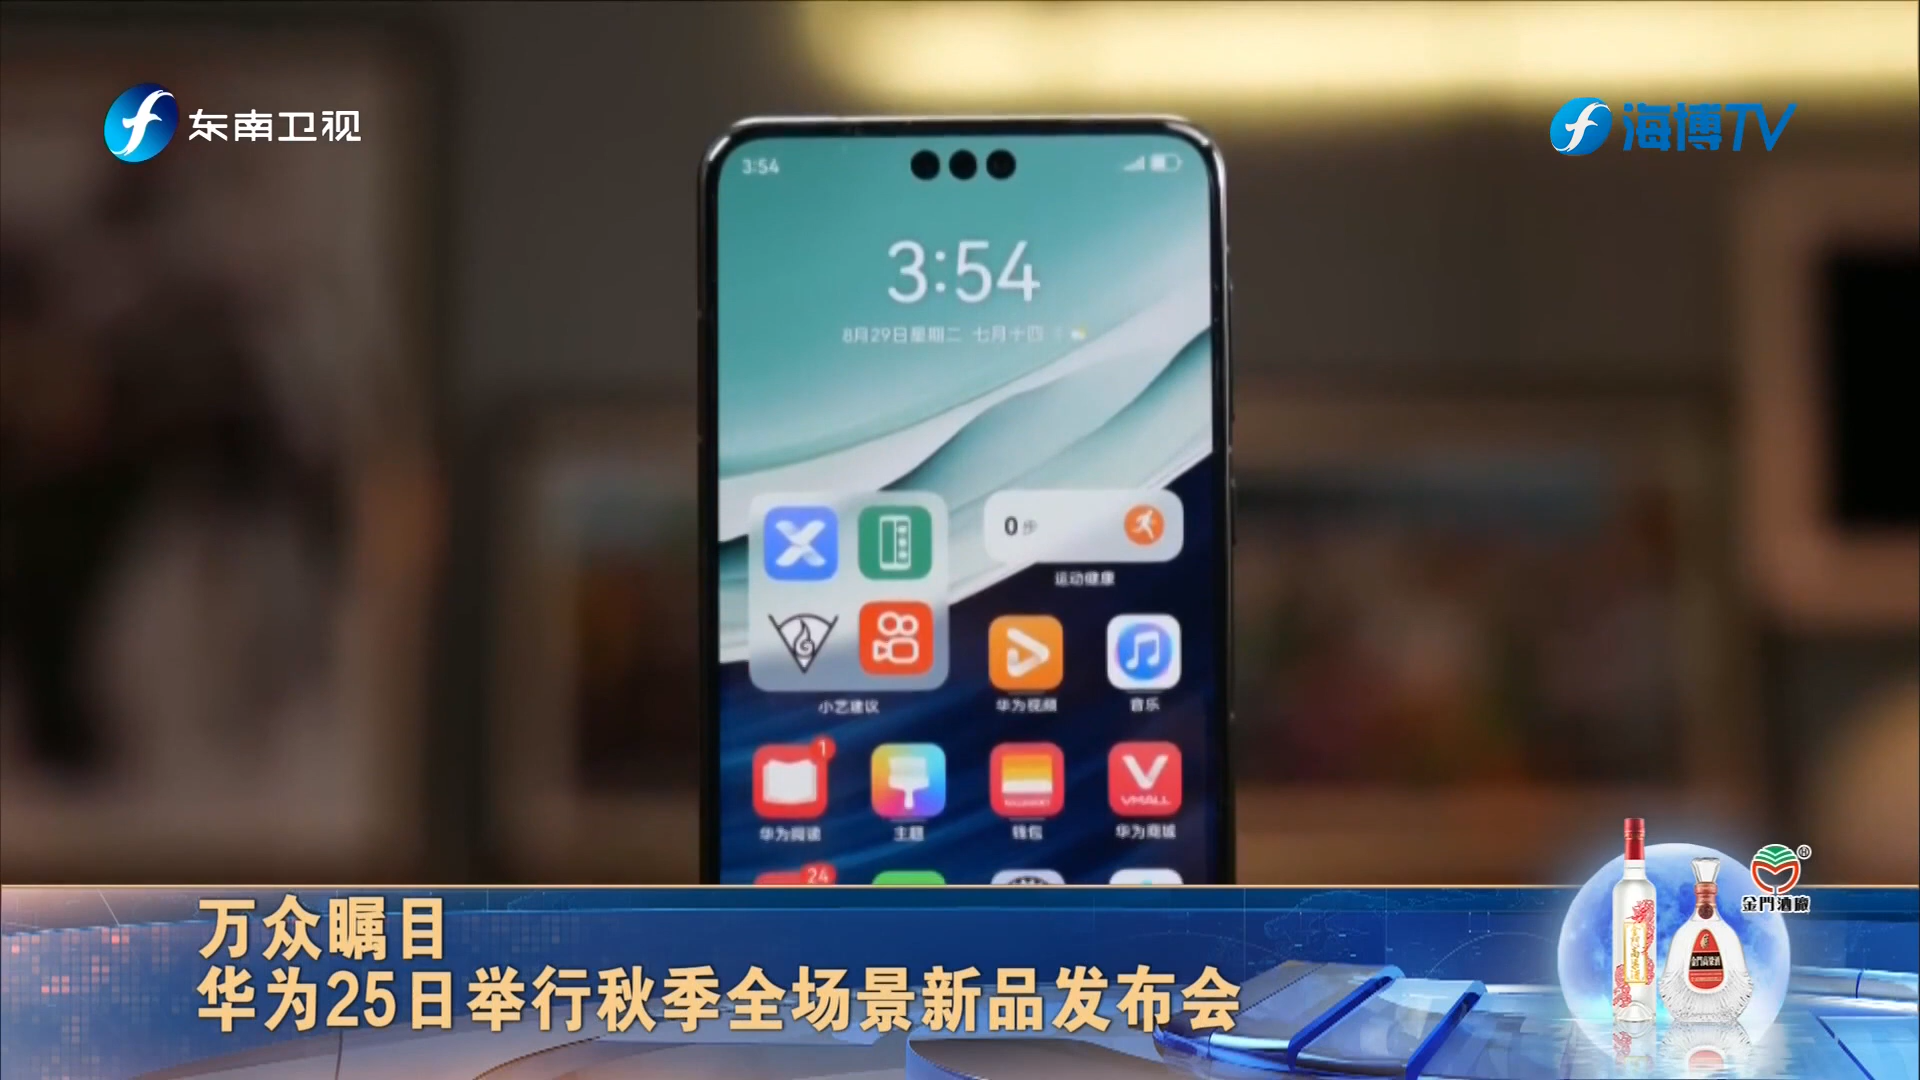 东南卫视
海博TV
3:54
3:54
8月29日星期二 七月十四
0步
运动健康
小艺建议
华为视频
音乐
1
华为阅读
主题
钱包
VMALL
华为商城
24
万众瞩目
华为25日举行秋季全场景新品发布会
金門酒廠